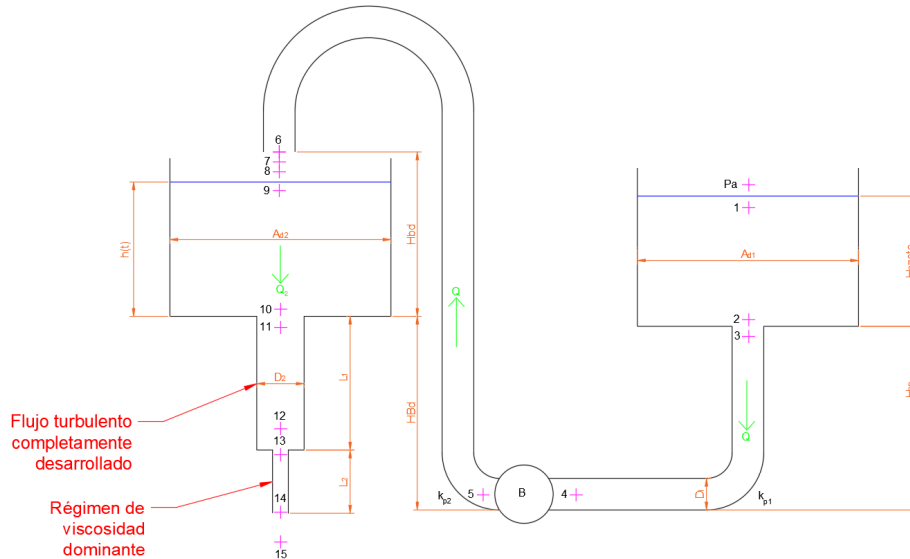 6
7
8
9
h(t)
Ad2
Hbd
Q2
10
11
D2
L1
12
13
14
L2
15
HBd
Q
kp2
5
B
4
Di
kp1
Pa
1
Ad1
2
3
Q
Flujo turbulento
completamente
desarrollado
Régimen de
viscosidad
dominante